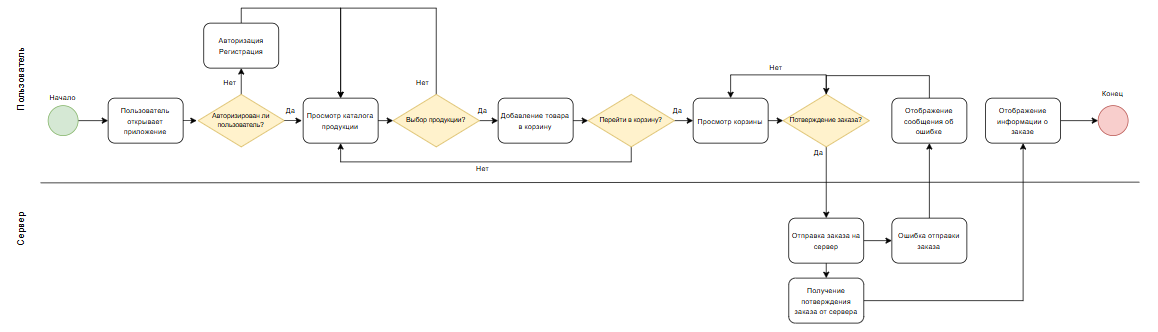 Пользователь
Начало
Пользователь
открывает
приложение
Авторизация
Регистрация
Нет
Авторизирован ли
пользователь?
Да
Просмотр каталога
продукции
Нет
Выбор продукции?
Да
Добавление товара
в корзину
Перейти в корзину?
Да
Нет
Просмотр корзины
Нет
Потверждение заказа?
Да
Отображение
сообщения об
ошибке
Отображение
информации о
заказе
Конец
Сервер
Отправка заказа на
сервер
Ошибка отправки
заказа
Получение
потверждения
заказа от сервера